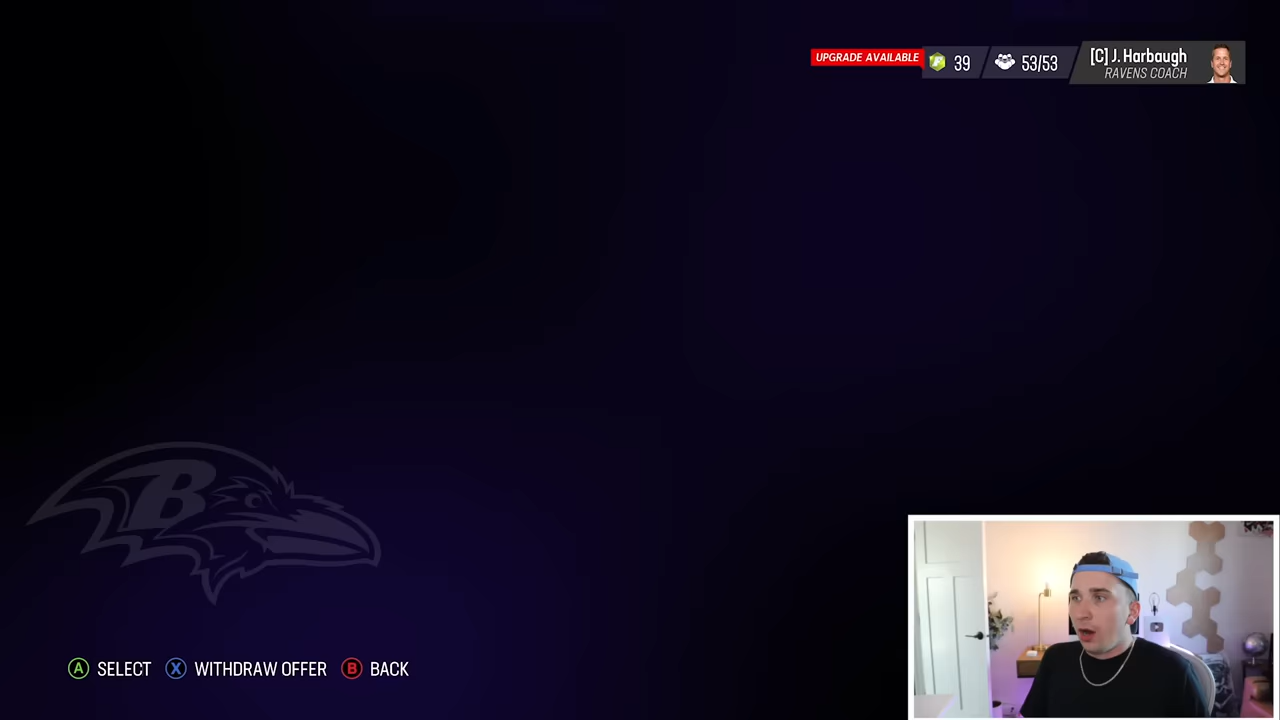 UPGRADE AVAILABLE
39
53/53
[C] J. Harbaugh
RAVENS COACH
B
A SELECT X WITHDRAW OFFER B BACK